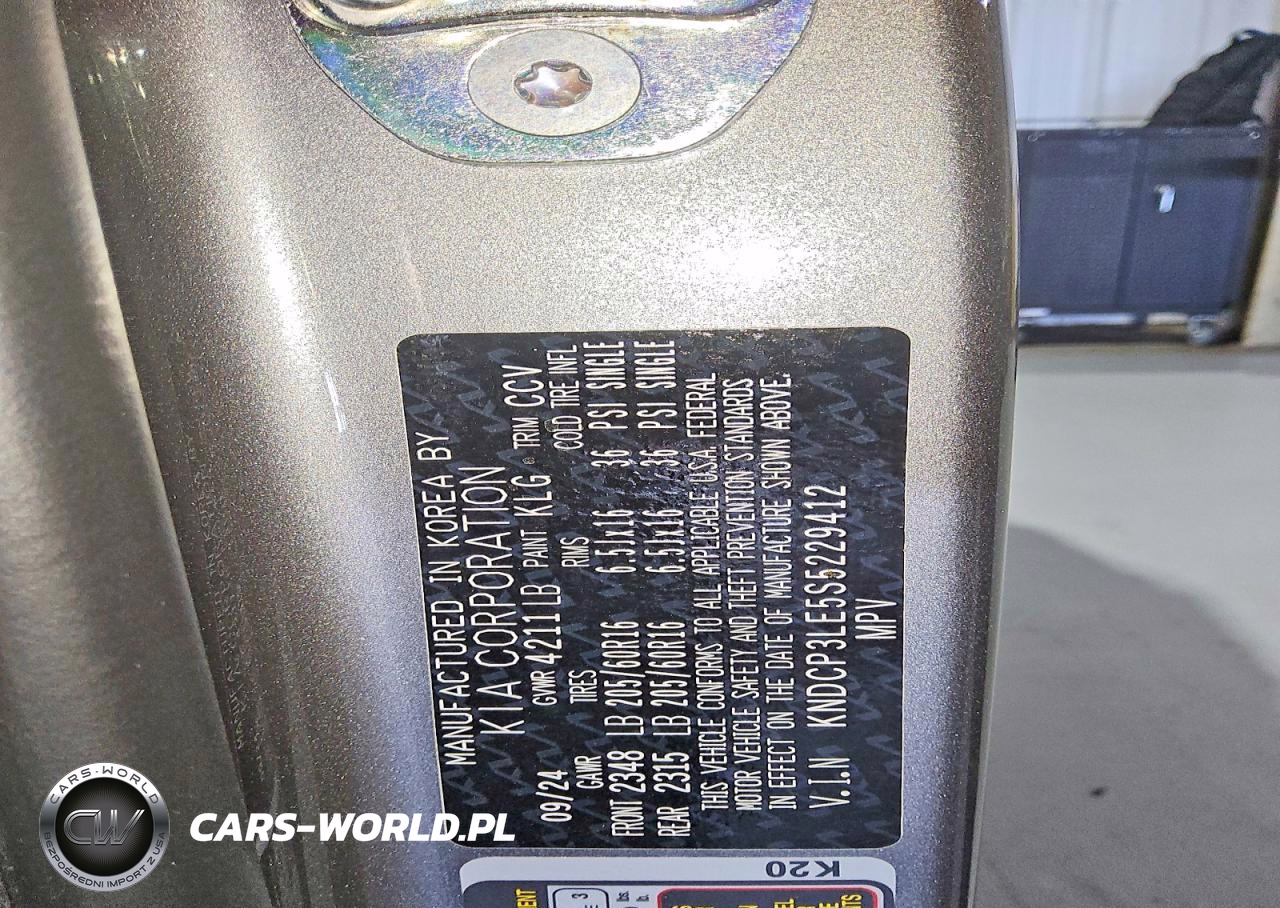 MANUFACTURED IN KOREA BY
KIA CORPORATION
09/24 GVWR 4211 LB PAINT KLG TRIM CCV
GAWR TIRES RIMS COLD TIRE INFL
FRONT 2348 LB 205/60R16 6.5Jx16 36 PSI SINGLE
REAR 2315 LB 205/60R16 6.5Jx16 36 PSI SINGLE
THIS VEHICLE CONFORMS TO ALL APPLICABLE U.S.A. FEDERAL
MOTOR VEHICLE SAFETY AND THEFT PREVENTION STANDARDS
IN EFFECT ON THE DATE OF MANUFACTURE SHOWN ABOVE.
V.I.N KNDCP3LE5S5229412
MPV
K20
CARS-WORLD
CW
BEZPOŚREDNI IMPORT Z USA
CARS-WORLD.PL